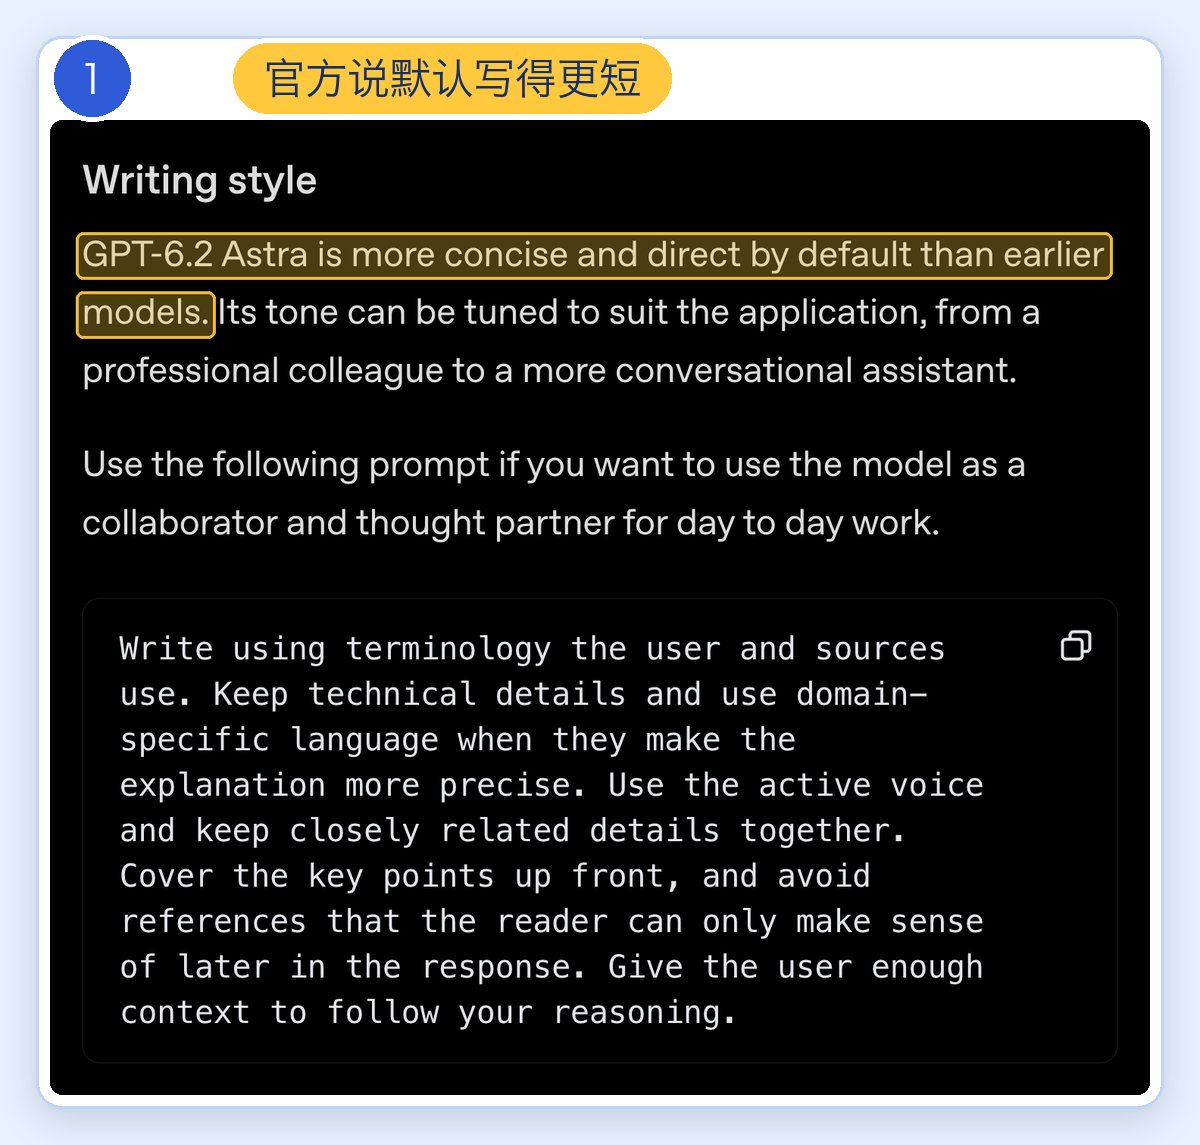 1
官方说默认写得更短
Writing style
GPT-6.2 Astra is more concise and direct by default than earlier
models. Its tone can be tuned to suit the application, from a
professional colleague to a more conversational assistant.
Use the following prompt if you want to use the model as a
collaborator and thought partner for day to day work.
Write using terminology the user and sources
use. Keep technical details and use domain-
specific language when they make the
explanation more precise. Use the active voice
and keep closely related details together.
Cover the key points up front, and avoid
references that the reader can only make sense
of later in the response. Give the user enough
context to follow your reasoning.